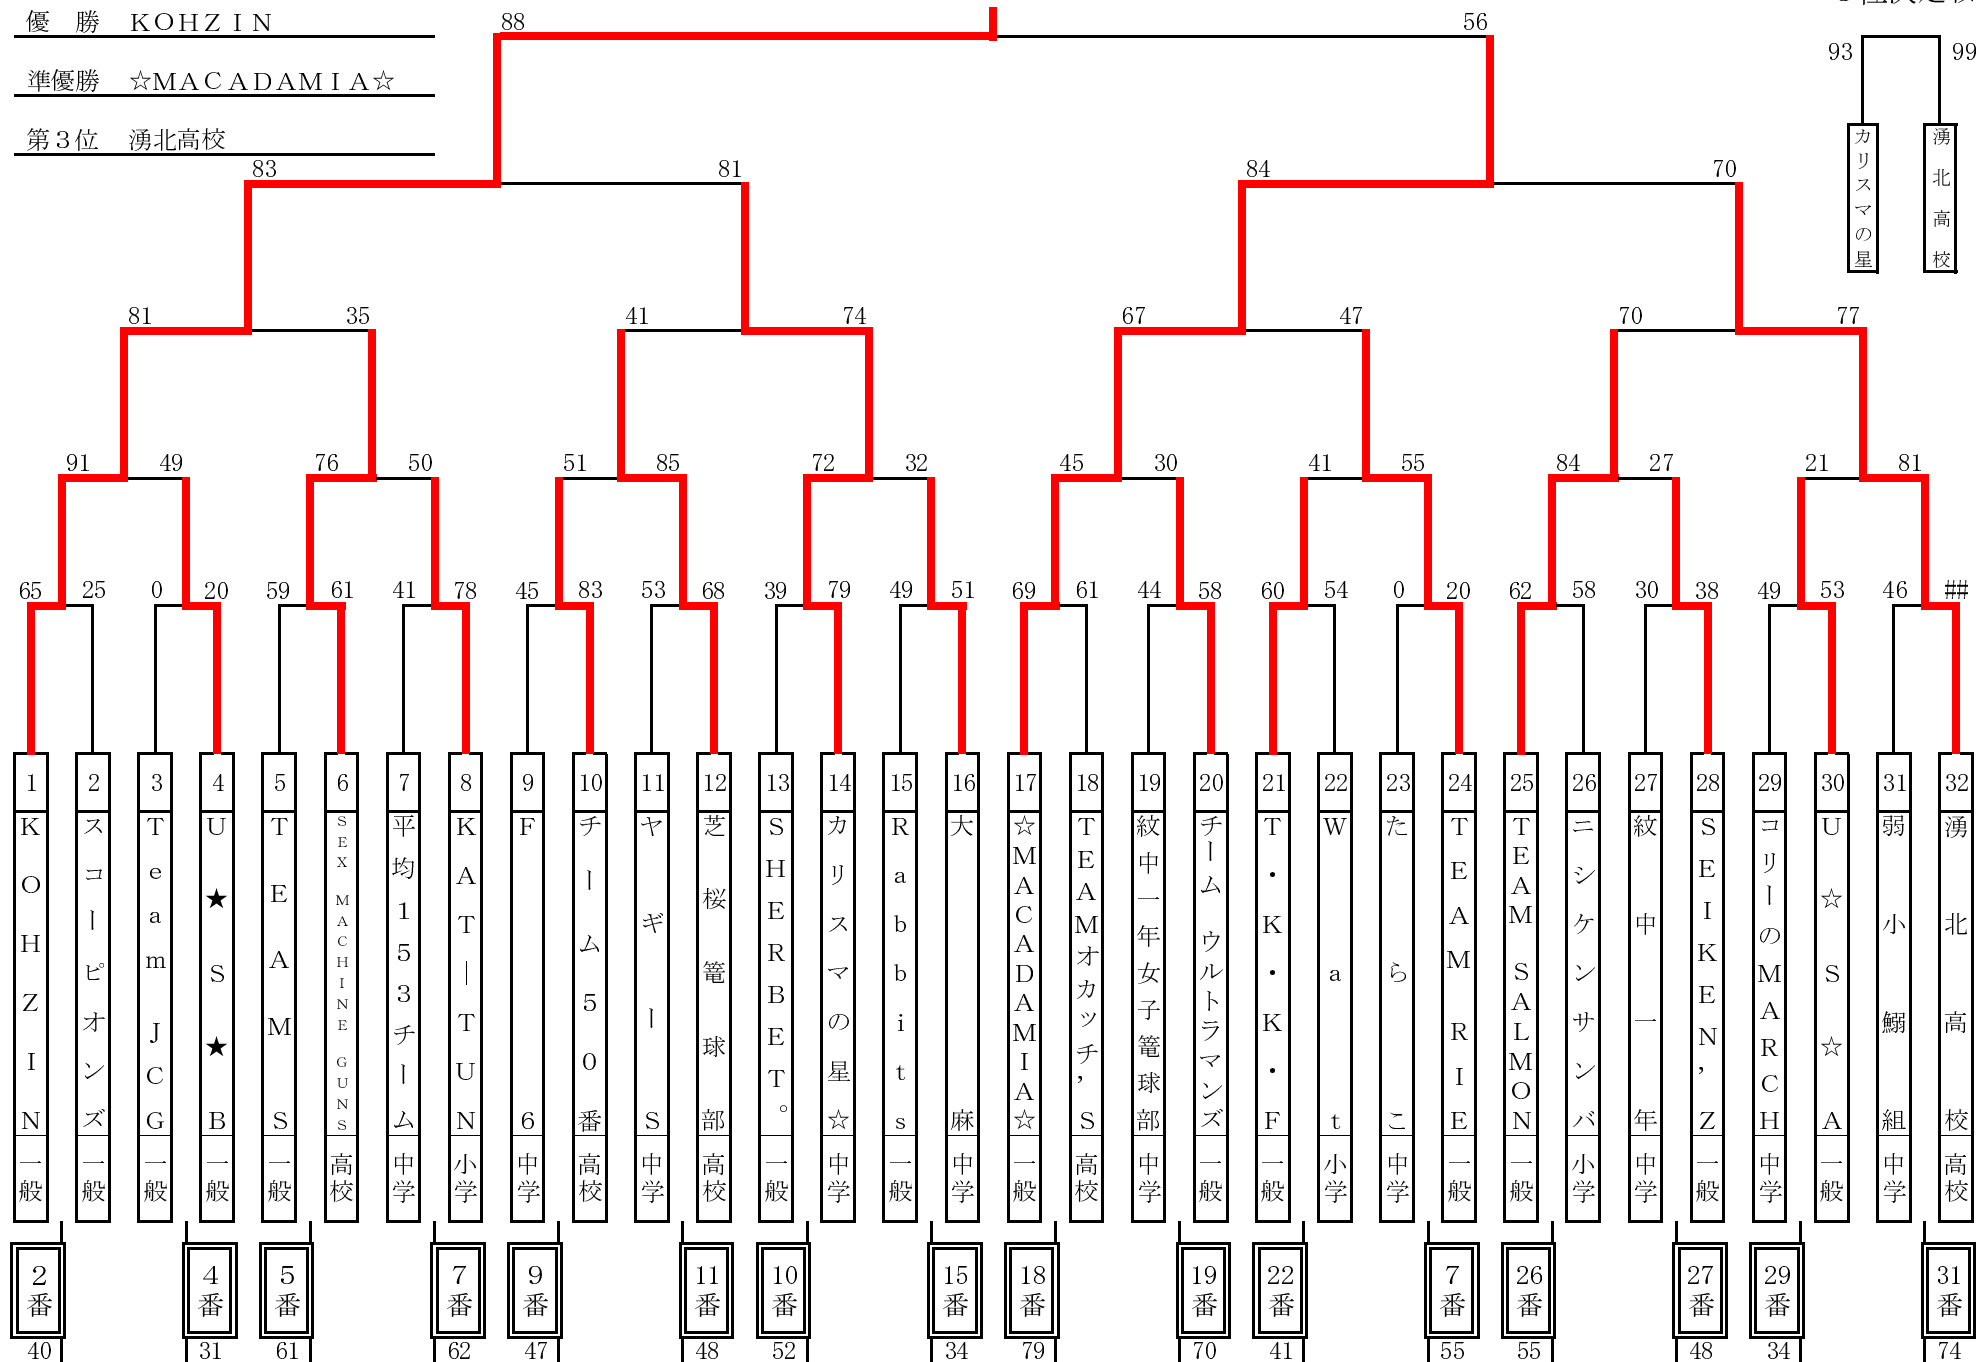 優　勝　ＫＯＨＺＩＮ
準優勝　☆ＭＡＣＡＤＡＭＩＡ☆
第３位　湧北高校
88 56
93 99
カリスマの星
湧北高校
83 81 84 70
81 35 41 74 67 47 70 77
91 49 76 50 51 85 72 32 45 30 41 55 84 27 21 81
65 25 0 20 59 61 41 78 45 83 53 68 39 79 49 51 69 61 44 58 60 54 0 20 62 58 30 38 49 53 46 ##
1 ＫＯＨＺＩＮ 一般
2 スコーピオンズ 一般
3 Ｔｅａｍ ＪＣＧ 一般
4 Ｕ★Ｓ★Ｂ 一般
5 ＴＥＡＭＳ 一般
6 SEX MACHINE GUNS 高校
7 平均１５３チーム 中学
8 ＫＡＴ―ＴＵＮ 小学
9 Ｆ６ 中学
10 チーム５０番 高校
11 ヤギーＳ 中学
12 芝桜篭球部 高校
13 ＳＨＥＲＢＥＴ。 一般
14 カリスマの星☆ 中学
15 Ｒａｂｂｉｔｓ 一般
16 大麻 中学
17 ☆ＭＡＣＡＤＡＭＩＡ☆ 一般
18 ＴＥＡＭオカッチ’Ｓ 高校
19 紋中一年女子篭球部 中学
20 チーム ウルトラマンズ 一般
21 Ｔ・Ｋ・Ｋ・Ｆ 一般
22 Ｗａｔ 小学
23 たらこ 中学
24 ＴＥＡＭ ＲＩＥ 一般
25 ＴＥＡＭ ＳＡＬＭＯＮ 一般
26 ニシケンサンバ 小学
27 紋中一年 中学
28 ＳＥＩＫＥＮ’Ｚ 一般
29 コリーのＭＡＲＣＨ 中学
30 Ｕ☆Ｓ☆Ａ 一般
31 弱小鰯組 中学
32 湧北高校 高校
２番 ４番 ５番 ７番 ９番 11番 10番 15番 18番 19番 22番 ７番 26番 27番 29番 31番
40 31 61 62 47 48 52 34 79 70 41 55 55 48 34 74